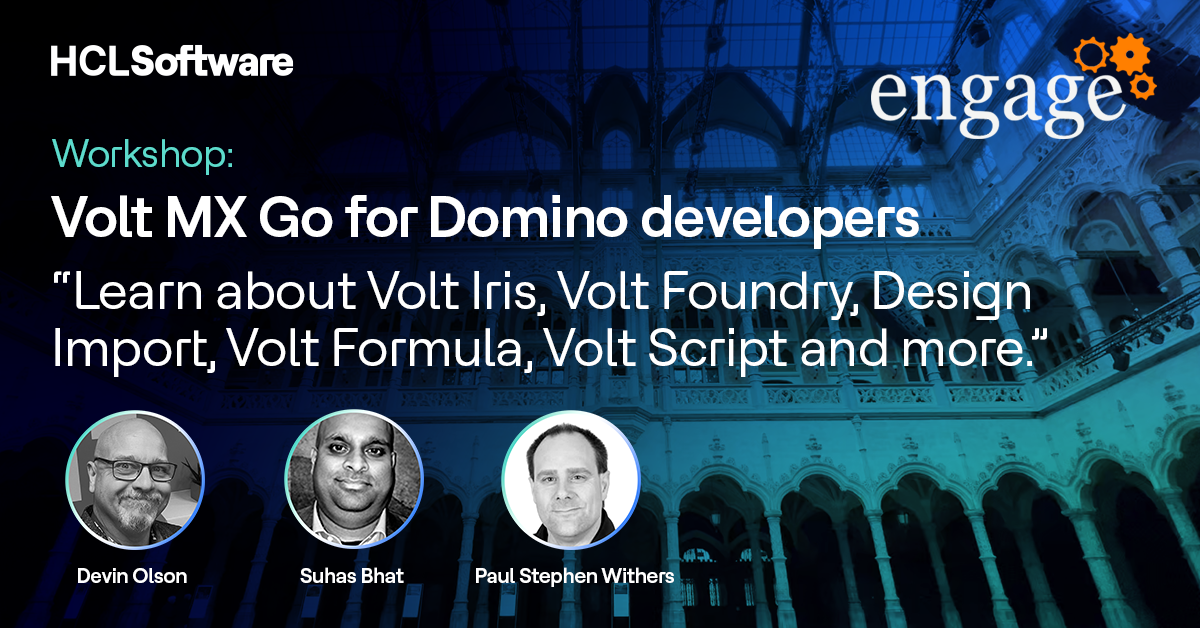 HCLSoftware
engage
Workshop:
Volt MX Go for Domino developers
“Learn about Volt Iris, Volt Foundry, Design
Import, Volt Formula, Volt Script and more.”
Devin Olson
Suhas Bhat
Paul Stephen Withers